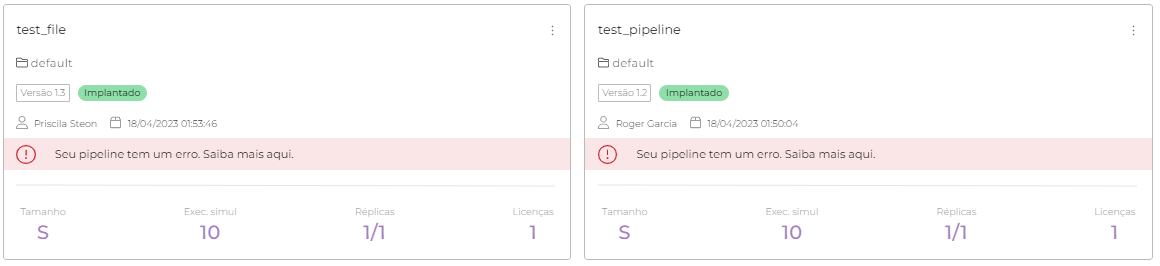 test_file
default
Versão 1.3 Implantado
Priscila Steon 18/04/2023 01:53:46
Seu pipeline tem um erro. Saiba mais aqui.
Tamanho Exec. simul Réplicas Licenças
S 10 1/1 1
test_pipeline
default
Versão 1.2 Implantado
Roger Garcia 18/04/2023 01:50:04
Seu pipeline tem um erro. Saiba mais aqui.
Tamanho Exec. simul Réplicas Licenças
S 10 1/1 1